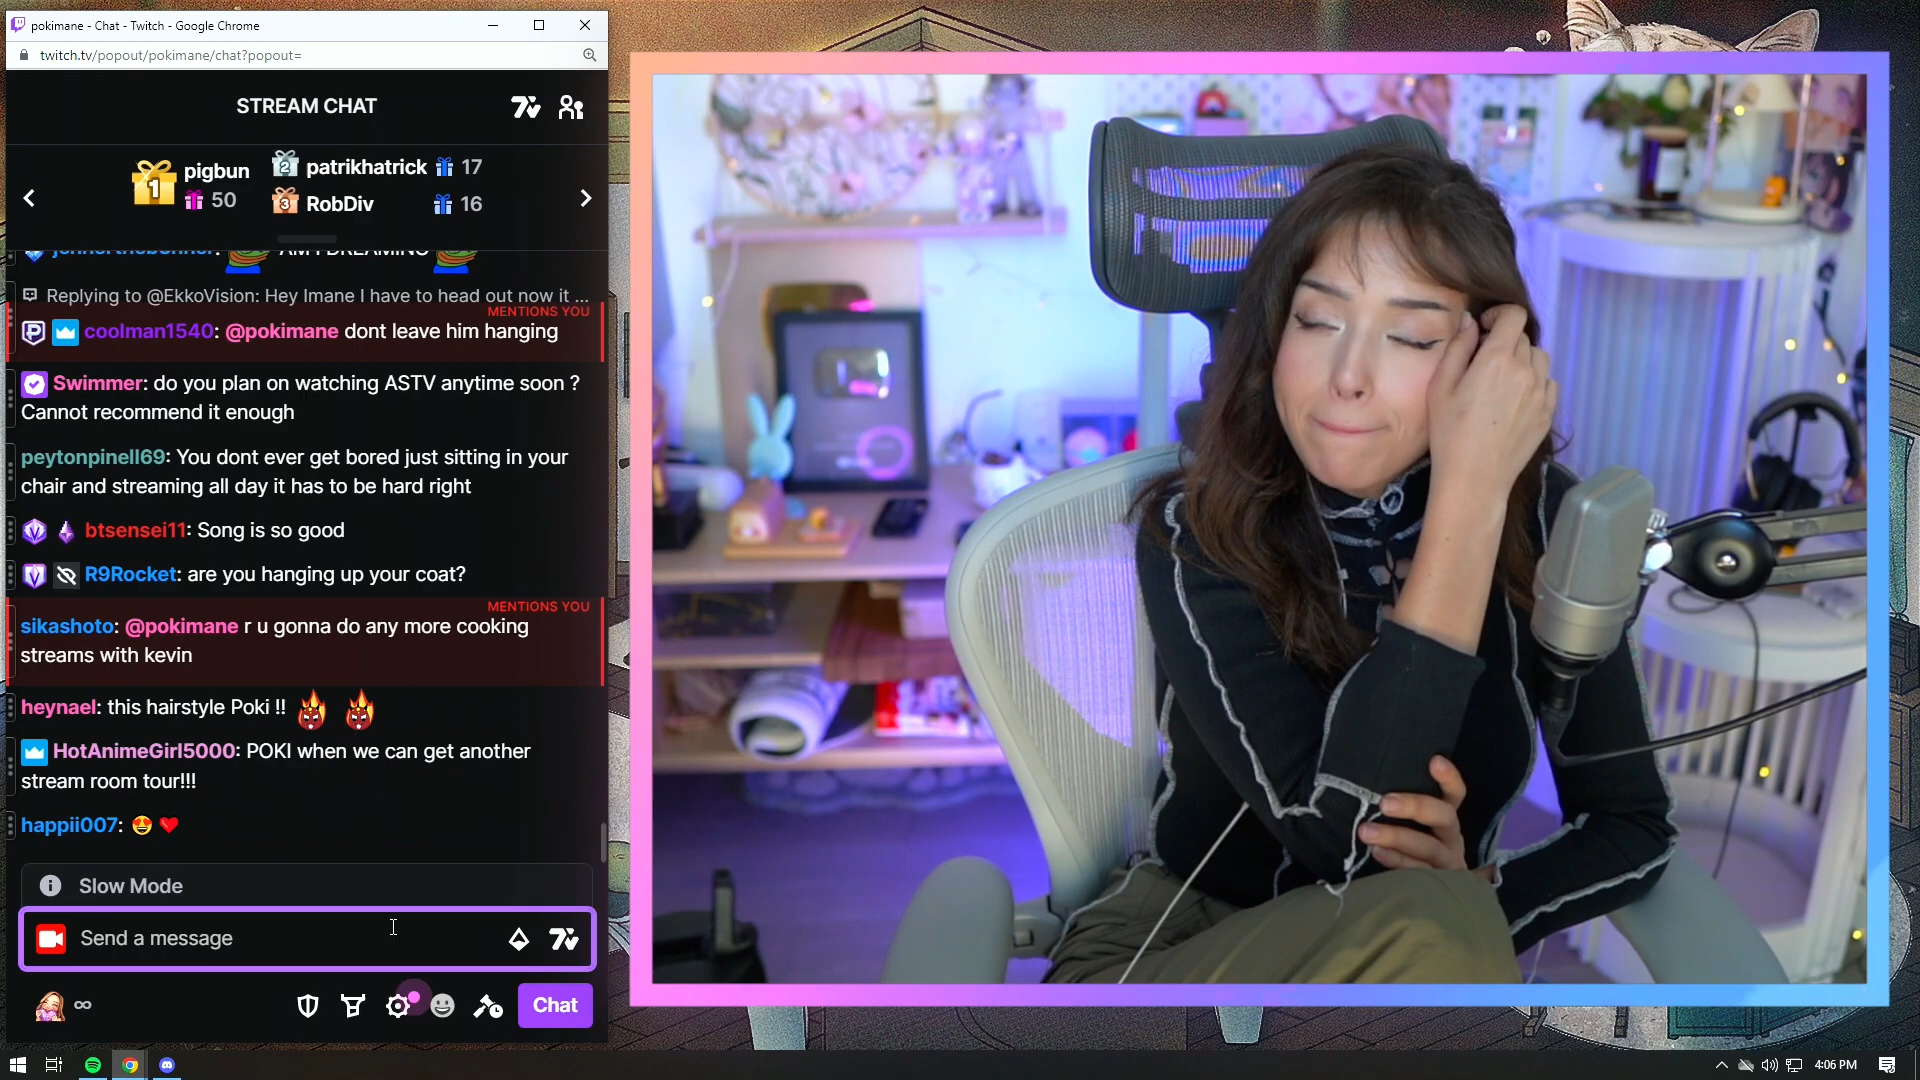 pokimane - Chat - Twitch - Google Chrome
twitch.tv/popout/pokimane/chat?popout=
STREAM CHAT
1 pigbun 50
2 patrikhatrick 17
3 RobDiv 16
AM I DREAMING
Replying to @EkkoVision: Hey Imane I have to head out now it ...
MENTIONS YOU
coolman1540: @pokimane dont leave him hanging
Swimmer: do you plan on watching ASTV anytime soon ?
Cannot recommend it enough
peytonpinell69: You dont ever get bored just sitting in your
chair and streaming all day it has to be hard right
btsensei11: Song is so good
R9Rocket: are you hanging up your coat?
MENTIONS YOU
sikashoto: @pokimane r u gonna do any more cooking
streams with kevin
heynael: this hairstyle Poki !!
HotAnimeGirl5000: POKI when we can get another
stream room tour!!!
happii007:
Slow Mode
Send a message
∞
Chat
4:06 PM